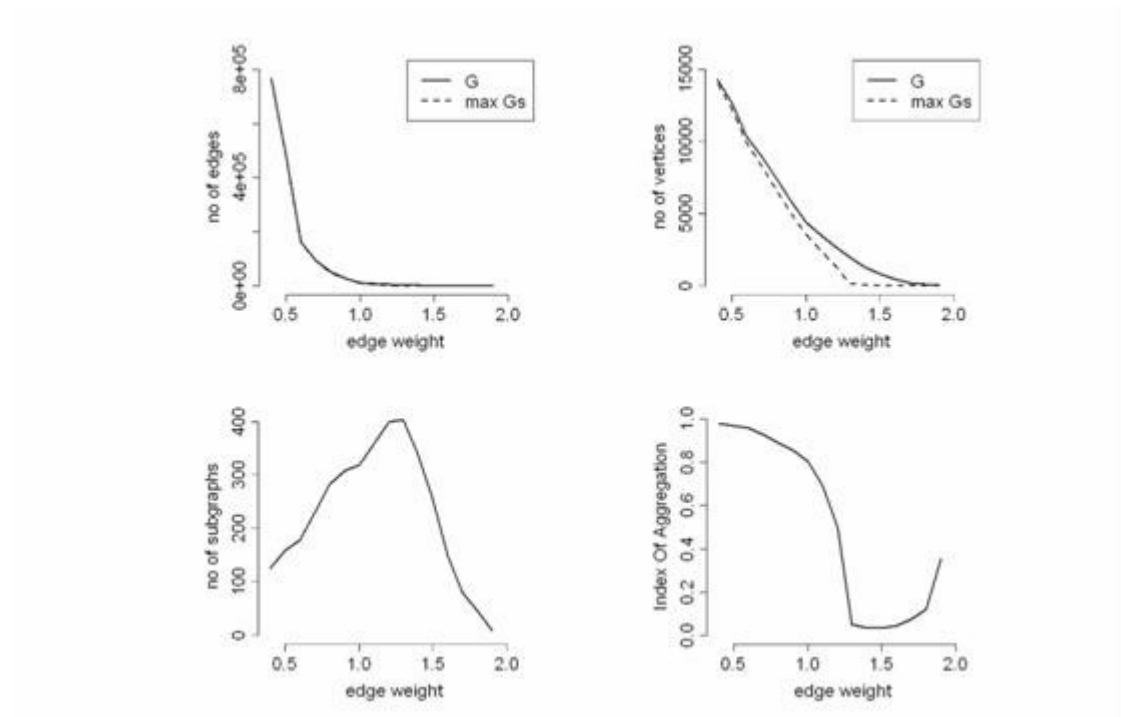 8e+05
4e+05
0e+00
no of edges
G
max Gs
0.5 1.0 1.5 2.0
edge weight
15000
10000
5000
0
no of vertices
G
max Gs
0.5 1.0 1.5 2.0
edge weight
400
300
200
100
0
no of subgraphs
0.5 1.0 1.5 2.0
edge weight
1.0
0.8
0.6
0.4
0.2
0.0
Index Of Aggregation
0.5 1.0 1.5 2.0
edge weight